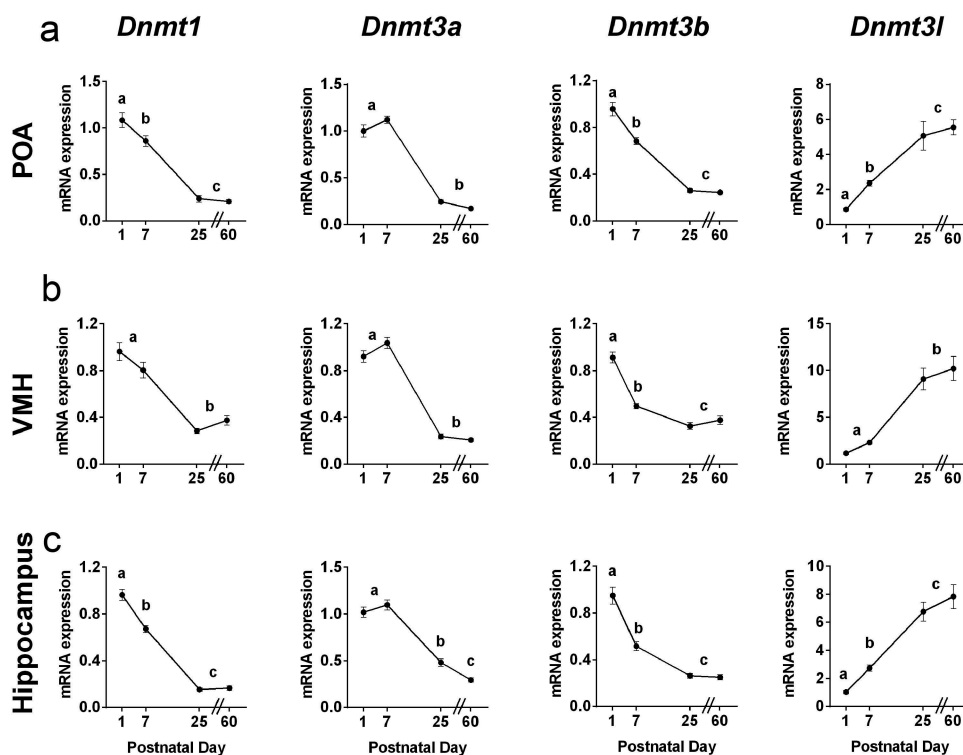 a
Dnmt1 Dnmt3a Dnmt3b Dnmt3l
POA
mRNA expression
1.5
1.0
0.5
0.0
a
b
c
1 7 25 60
mRNA expression
1.5
1.0
0.5
0.0
a
b
1 7 25 60
mRNA expression
1.2
0.8
0.4
0.0
a
b
c
1 7 25 60
mRNA expression
8
6
4
2
0
a
b
c
1 7 25 60
b
VMH
mRNA expression
1.2
0.8
0.4
0.0
a
b
1 7 25 60
mRNA expression
1.2
0.8
0.4
0.0
a
b
1 7 25 60
mRNA expression
1.2
0.8
0.4
0.0
a
b
c
1 7 25 60
mRNA expression
15
10
5
0
a
b
1 7 25 60
c
Hippocampus
mRNA expression
1.2
0.8
0.4
0.0
a
b
c
1 7 25 60
Postnatal Day
mRNA expression
1.5
1.0
0.5
0.0
a
b
c
1 7 25 60
Postnatal Day
mRNA expression
1.2
0.8
0.4
0.0
a
b
c
1 7 25 60
Postnatal Day
mRNA expression
10
8
6
4
2
0
a
b
c
1 7 25 60
Postnatal Day